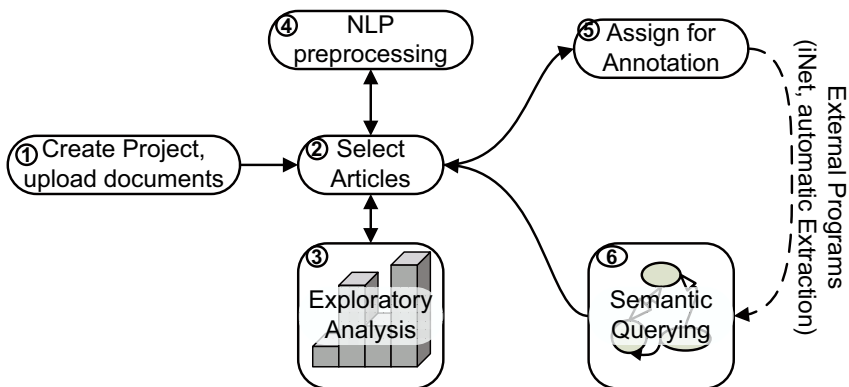 ① Create Project,
upload documents
② Select
Articles
③
Exploratory
Analysis
④ NLP
preprocessing
⑤ Assign for
Annotation
⑥
Semantic
Querying
External Programs
(iNet, automatic Extraction)